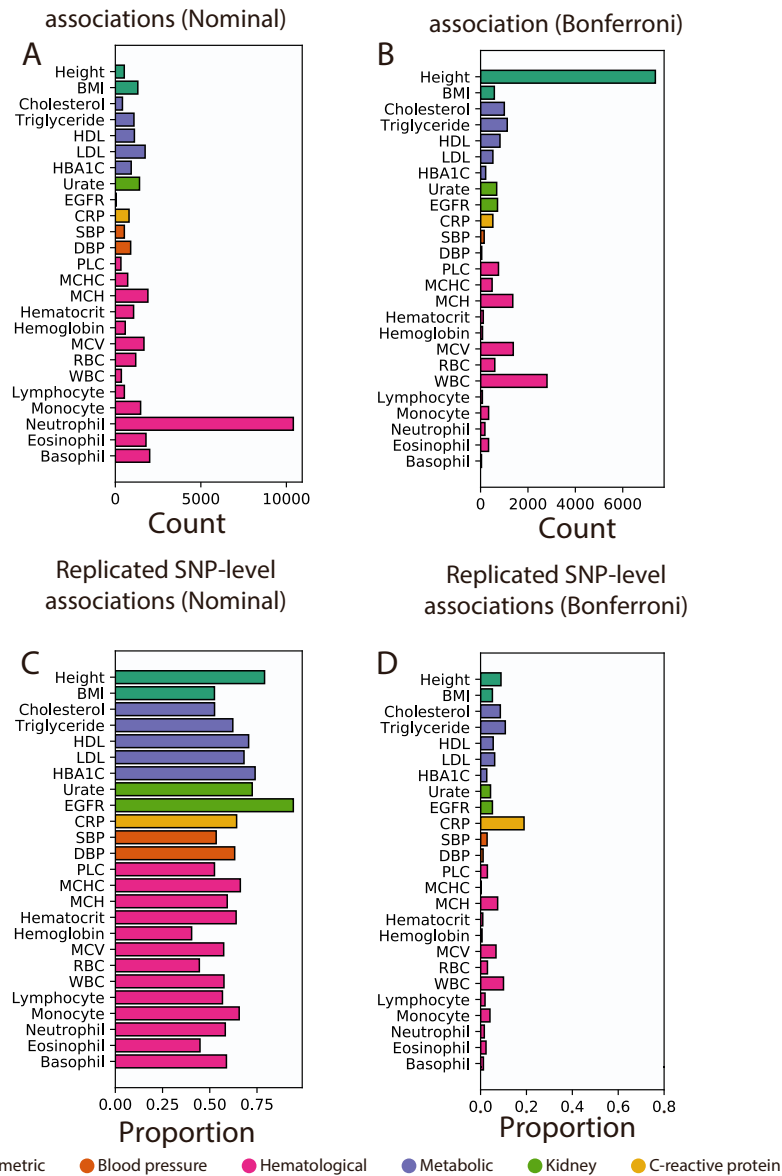 associations (Nominal)
A
Height
BMI
Cholesterol
Triglyceride
HDL
LDL
HBA1C
Urate
EGFR
CRP
SBP
DBP
PLC
MCHC
MCH
Hematocrit
Hemoglobin
MCV
RBC
WBC
Lymphocyte
Monocyte
Neutrophil
Eosinophil
Basophil
0 5000 10000
Count
association (Bonferroni)
B
Height
BMI
Cholesterol
Triglyceride
HDL
LDL
HBA1C
Urate
EGFR
CRP
SBP
DBP
PLC
MCHC
MCH
Hematocrit
Hemoglobin
MCV
RBC
WBC
Lymphocyte
Monocyte
Neutrophil
Eosinophil
Basophil
0 2000 4000 6000
Count
Replicated SNP-level
associations (Nominal)
C
Height
BMI
Cholesterol
Triglyceride
HDL
LDL
HBA1C
Urate
EGFR
CRP
SBP
DBP
PLC
MCHC
MCH
Hematocrit
Hemoglobin
MCV
RBC
WBC
Lymphocyte
Monocyte
Neutrophil
Eosinophil
Basophil
0.00 0.25 0.50 0.75
Proportion
Replicated SNP-level
associations (Bonferroni)
D
Height
BMI
Cholesterol
Triglyceride
HDL
LDL
HBA1C
Urate
EGFR
CRP
SBP
DBP
PLC
MCHC
MCH
Hematocrit
Hemoglobin
MCV
RBC
WBC
Lymphocyte
Monocyte
Neutrophil
Eosinophil
Basophil
0.0 0.2 0.4 0.6 0.8
Proportion
metric Blood pressure Hematological Metabolic Kidney C-reactive protein